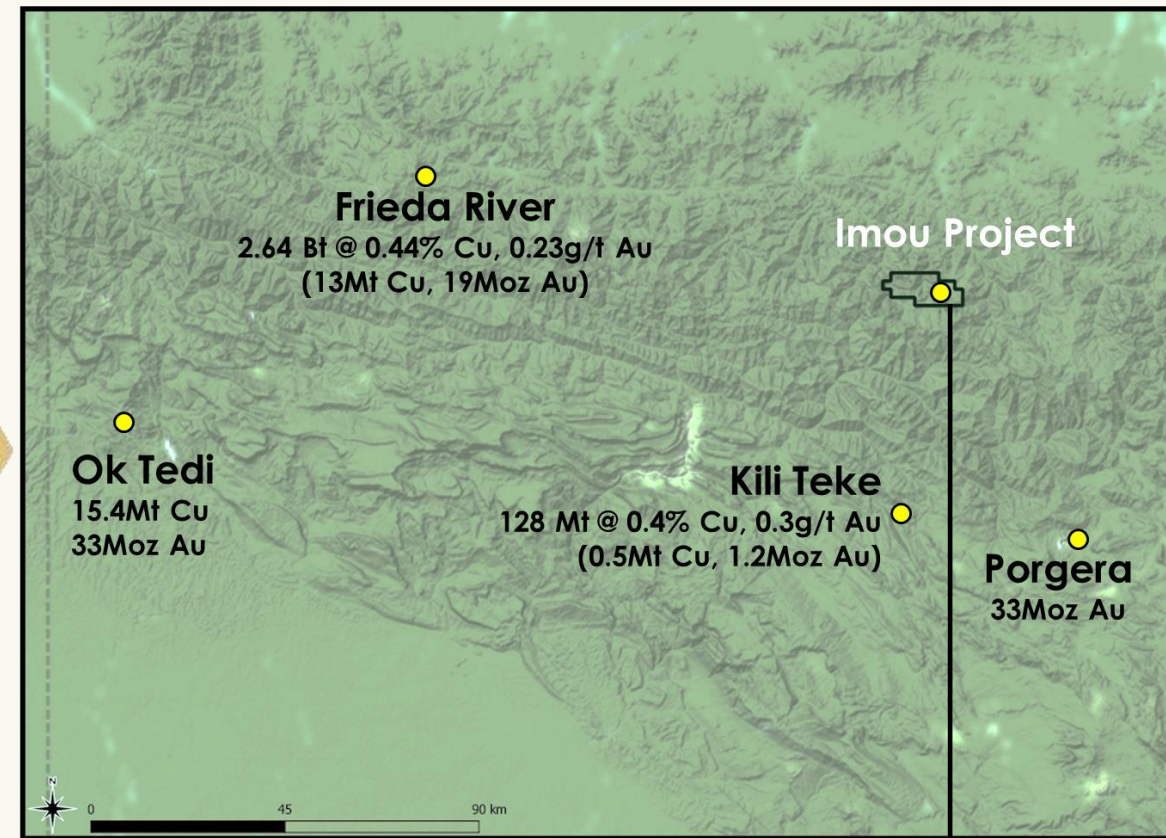 Frieda River
2.64 Bt @ 0.44% Cu, 0.23g/t Au
(13Mt Cu, 19Moz Au)
Imou Project
Ok Tedi
15.4Mt Cu
33Moz Au
Kili Teke
128 Mt @ 0.4% Cu, 0.3g/t Au
(0.5Mt Cu, 1.2Moz Au)
Porgera
33Moz Au
N
0 45 90 km